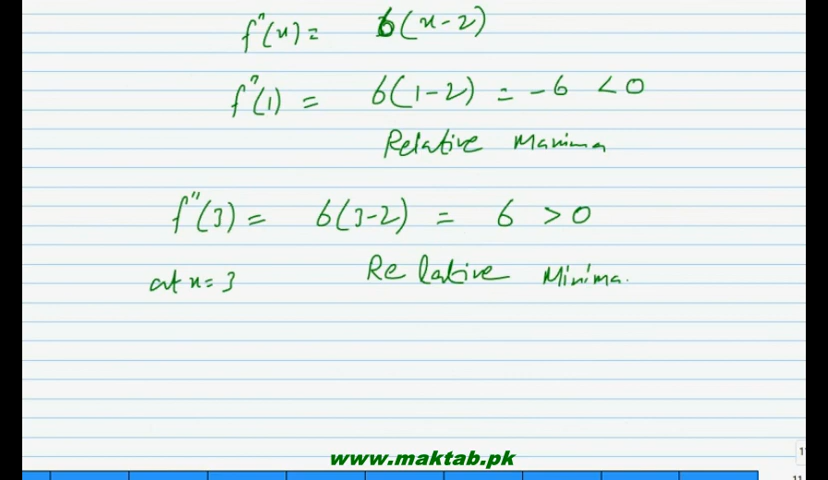 f''(x) = 6(x-2)
f''(1) = 6(1-2) = -6 < 0
Relative Maxima
f''(3) = 6(3-2) = 6 > 0
at x = 3 Relative Minima.
www.maktab.pk
11